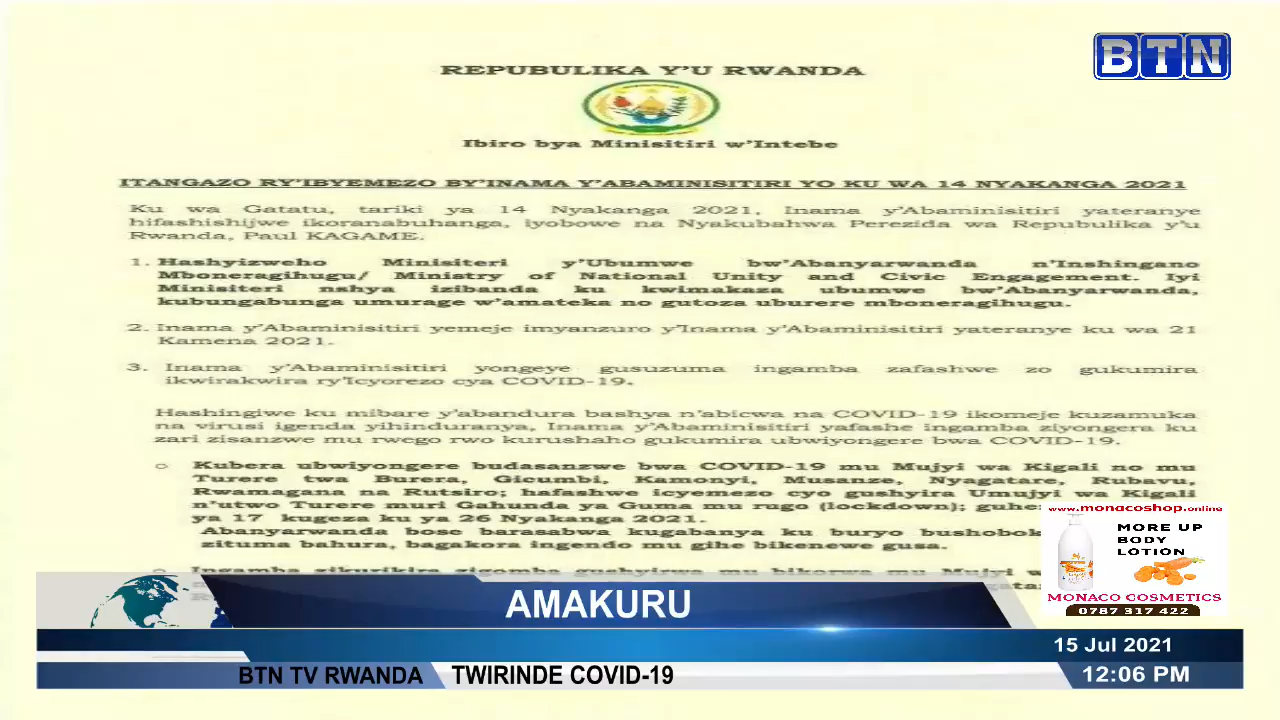 BTN
REPUBULIKA Y'U RWANDA
Ibiro bya Minisitiri w'Intebe
ITANGAZO RY'IBYEMEZO BY'INAMA Y'ABAMINISITIRI YO KU WA 14 NYAKANGA 2021
Ku wa Gatatu, tariki ya 14 Nyakanga 2021, Inama y'Abaminisitiri yateranye
hifashishijwe ikoranabuhanga, iyobowe na Nyakubahwa Perezida wa Repubulika y'u
Rwanda, Paul KAGAME.
1. Hashyizweho Minisiteri y'Ubumwe bw'Abanyarwanda n'Inshingano
Mboneragihugu/ Ministry of National Unity and Civic Engagement. Iyi
Minisiteri nshya izibanda ku kwimakaza ubumwe bw'Abanyarwanda,
kubungabunga umurage w'amateka no gutoza uburere mboneragihugu.
2. Inama y'Abaminisitiri yemeje imyanzuro y'Inama y'Abaminisitiri yateranye ku wa 21
Kamena 2021.
3. Inama y'Abaminisitiri yongeye gusuzuma ingamba zafashwe zo gukumira
ikwirakwira ry'Icyorezo cya COVID-19.
Hashingiwe ku mibare y'abandura bashya n'abicwa na COVID-19 ikomeje kuzamuka
na virusi igenda yihinduranya, Inama y'Abaminisitiri yafashe ingamba ziyongera ku
zari zisanzwe mu rwego rwo kurushaho gukumira ubwiyongere bwa COVID-19.
o Kubera ubwiyongere budasanzwe bwa COVID-19 mu Mujyi wa Kigali no mu
Turere twa Burera, Gicumbi, Kamonyi, Musanze, Nyagatare, Rubavu,
Rwamagana na Rutsiro; hafashwe icyemezo cyo gushyira Umujyi wa Kigali
n'utwo Turere muri Gahunda ya Guma mu rugo (lockdown);
ya 17 kugeza ku ya 26 Nyakanga 2021.
Abanyarwanda bose barasabwa kugabanya ku buryo
zituma bahura, bagakora ingendo mu gihe bikenewe gusa.
o Ingamba zikurikira zigomba gushyirwa mu bikorwa mu Mujyi
www.monacoshop.online
MORE UP
BODY
LOTION
MONACO COSMETICS
0787 317 422
AMAKURU
15 Jul 2021
BTN TV RWANDA TWIRINDE COVID-19
12:06 PM